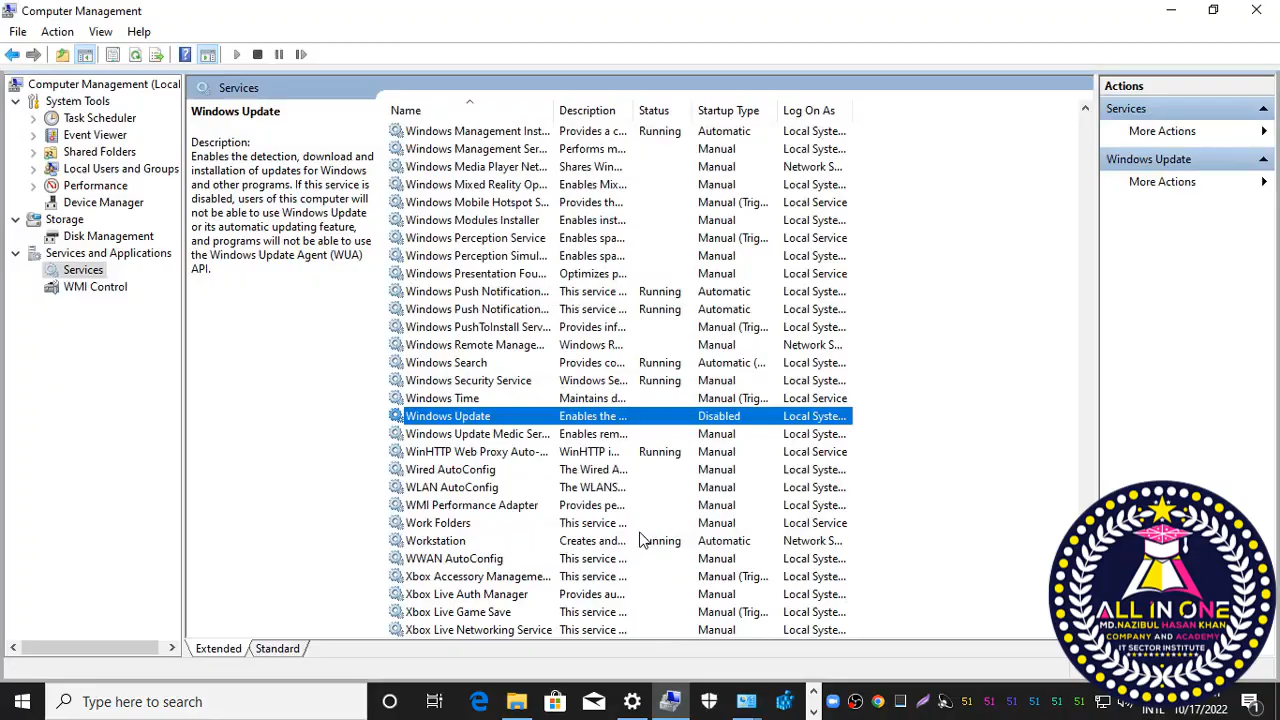 Computer Management
File Action View Help
Computer Management (Local
System Tools
Task Scheduler
Event Viewer
Shared Folders
Local Users and Groups
Performance
Device Manager
Storage
Disk Management
Services and Applications
Services
WMI Control
Services
Windows Update
Description:
Enables the detection, download and
installation of updates for Windows
and other programs. If this service is
disabled, users of this computer will
not be able to use Windows Update
or its automatic updating feature,
and programs will not be able to use
the Windows Update Agent (WUA)
API.
Name Description Status Startup Type Log On As
Windows Management Inst... Provides a c... Running Automatic Local Syste...
Windows Management Ser... Performs m... Manual Local Syste...
Windows Media Player Net... Shares Win... Manual Network S...
Windows Mixed Reality Op... Enables Mix... Manual Local Syste...
Windows Mobile Hotspot S... Provides th... Manual (Trig... Local Service
Windows Modules Installer Enables inst... Manual Local Syste...
Windows Perception Service Enables spa... Manual (Trig... Local Service
Windows Perception Simul... Enables spa... Manual Local Syste...
Windows Presentation Fou... Optimizes p... Manual Local Service
Windows Push Notification... This service ... Running Automatic Local Syste...
Windows Push Notification... This service ... Running Automatic Local Syste...
Windows PushToInstall Serv... Provides inf... Manual (Trig... Local Syste...
Windows Remote Manage... Windows R... Manual Network S...
Windows Search Provides co... Running Automatic (... Local Syste...
Windows Security Service Windows Se... Running Manual Local Syste...
Windows Time Maintains d... Manual (Trig... Local Service
Windows Update Enables the ... Disabled Local Syste...
Windows Update Medic Ser... Enables rem... Manual Local Syste...
WinHTTP Web Proxy Auto-... WinHTTP i... Running Manual Local Service
Wired AutoConfig The Wired A... Manual Local Syste...
WLAN AutoConfig The WLANS... Manual Local Syste...
WMI Performance Adapter Provides pe... Manual Local Syste...
Work Folders This service ... Manual Local Service
Workstation Creates and... Running Automatic Network S...
WWAN AutoConfig This service ... Manual Local Syste...
Xbox Accessory Manageme... This service ... Manual (Trig... Local Syste...
Xbox Live Auth Manager Provides au... Manual Local Syste...
Xbox Live Game Save This service ... Manual (Trig... Local Syste...
Xbox Live Networking Service This service ... Manual Local Syste...
Extended Standard
Actions
Services
More Actions
Windows Update
More Actions
ALL IN ONE
MD.NAZIBUL HASAN KHAN
COMPANY AND ACADEMY
IT SECTOR INSTITUTE
Type here to search
51 51 51 51 51
INTL 10/17/2022
1